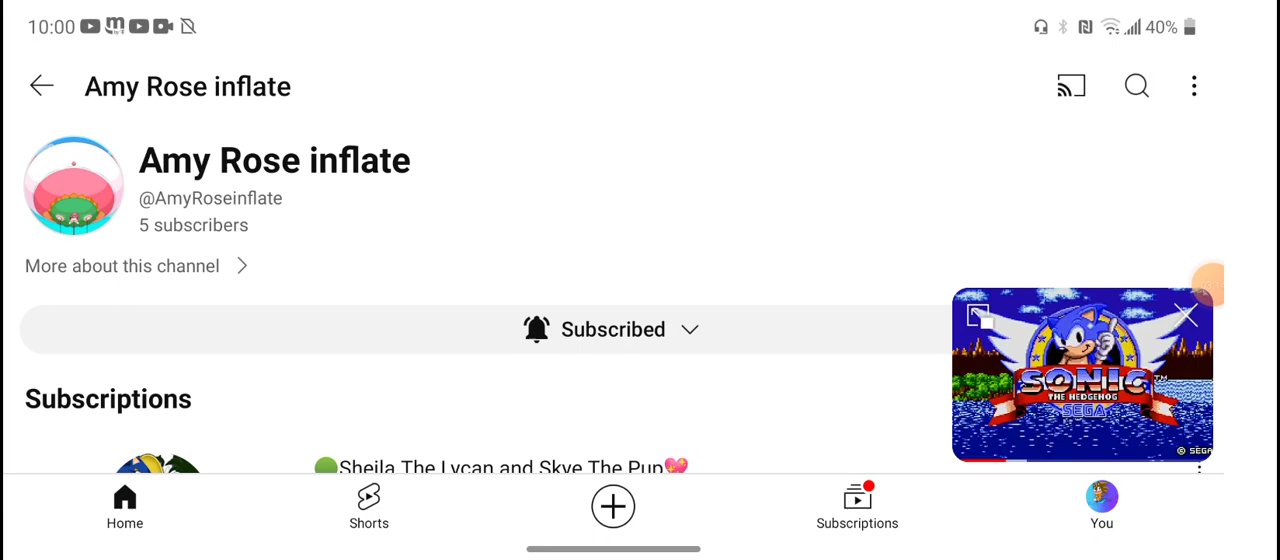 10:00
40%
Amy Rose inflate
Amy Rose inflate
@AmyRoseinflate
5 subscribers
More about this channel
Subscribed
SONIC
TM
THE HEDGEHOG
SEGA
© SEGA
Subscriptions
Sheila The Lycan and Skye The Pup
Home
Shorts
Subscriptions
You